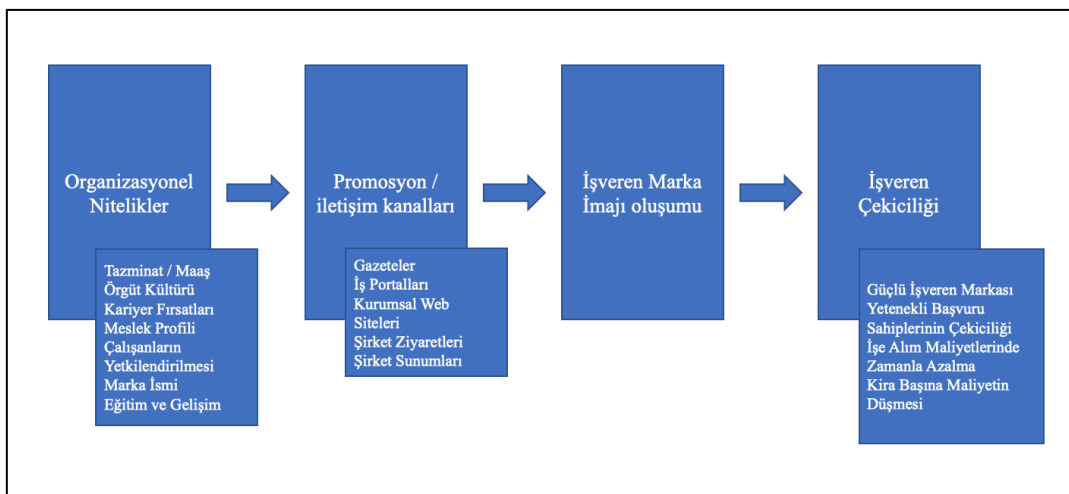 Organizasyonel
Nitelikler
Tazminat / Maaş
Örgüt Kültürü
Kariyer Fırsatları
Meslek Profili
Çalışanların
Yetkilendirilmesi
Marka İsmi
Eğitim ve Gelişim
Promosyon /
iletişim kanalları
Gazeteler
İş Portalları
Kurumsal Web
Siteleri
Şirket Ziyaretleri
Şirket Sunumları
İşveren Marka
İmajı oluşumu
İşveren
Çekiciliği
Güçlü İşveren Markası
Yetenekli Başvuru
Sahiplerinin Çekiciliği
İşe Alım Maliyetlerinde
Zamanla Azalma
Kira Başına Maliyetin
Düşmesi